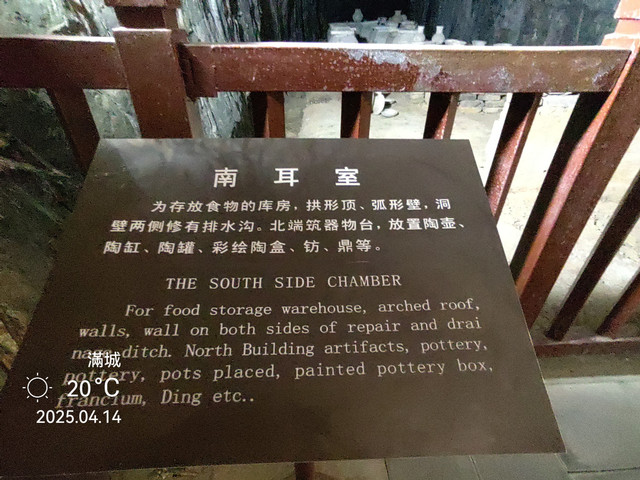 南耳室
为存放食物的库房，拱形顶、弧形壁，洞
壁两侧修有排水沟。北端筑器物台，放置陶壶、
陶缸、陶罐、彩绘陶盒、钫、鼎等。
THE SOUTH SIDE CHAMBER
For food storage warehouse, arched roof,
walls, wall on both sides of repair and drai
nage ditch. North Building artifacts, pottery,
pottery, pots placed, painted pottery box,
francium, Ding etc..
满城
20°C
2025.04.14